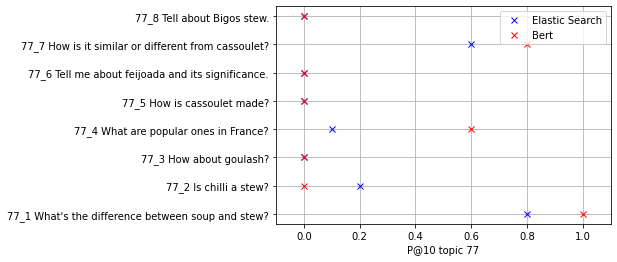 77_8 Tell about Bigos stew.
77_7 How is it similar or different from cassoulet?
77_6 Tell me about feijoada and its significance.
77_5 How is cassoulet made?
77_4 What are popular ones in France?
77_3 How about goulash?
77_2 Is chilli a stew?
77_1 What's the difference between soup and stew?
Elastic Search
Bert
0.0 0.2 0.4 0.6 0.8 1.0
P@10 topic 77